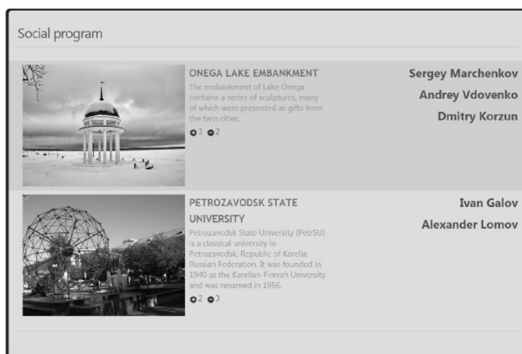 Social program
ONEGA LAKE EMBANKMENT
The embankment of Lake Onega
contains a series of sculptures, many
of which were presented as gifts from
the twin cities.
3 2
Sergey Marchenkov
Andrey Vdovenko
Dmitry Korzun
PETROZAVODSK STATE
UNIVERSITY
Petrozavodsk State University (PetrSU)
is a classical university in
Petrozavodsk, Republic of Karelia,
Russian Federation. It was founded in
1940 as the Karelian-Finnish University
and was renamed in 1956.
2 3
Ivan Galov
Alexander Lomov